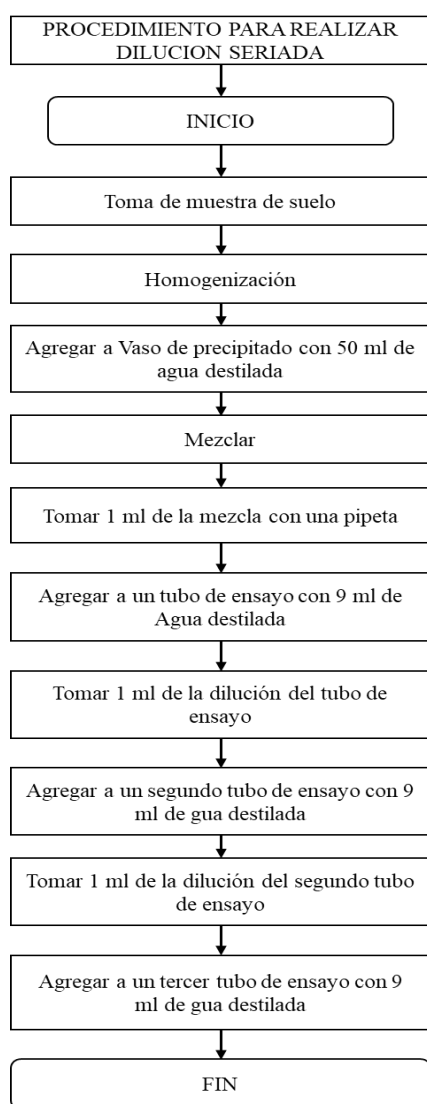 PROCEDIMIENTO PARA REALIZAR
DILUCION SERIADA
INICIO
Toma de muestra de suelo
Homogenización
Agregar a Vaso de precipitado con 50 ml de
agua destilada
Mezclar
Tomar 1 ml de la mezcla con una pipeta
Agregar a un tubo de ensayo con 9 ml de
Agua destilada
Tomar 1 ml de la dilución del tubo de
ensayo
Agregar a un segundo tubo de ensayo con 9
ml de gua destilada
Tomar 1 ml de la dilución del segundo tubo
de ensayo
Agregar a un tercer tubo de ensayo con 9
ml de gua destilada
FIN